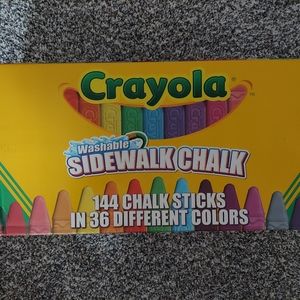 Crayola
Washable
SIDEWALK CHALK
144 CHALK STICKS
IN 36 DIFFERENT COLORS